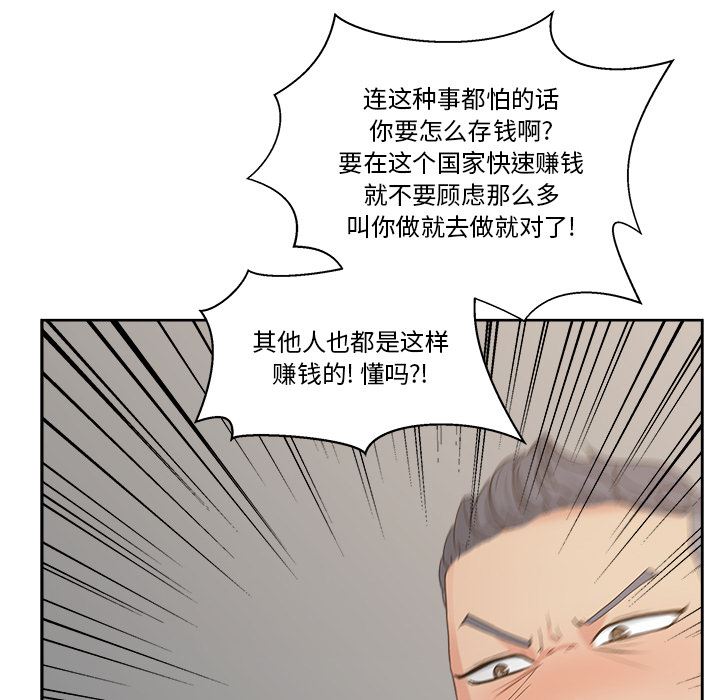 连这种事都怕的话
你要怎么存钱啊?
要在这个国家快速赚钱
就不要顾虑那么多
叫你做就去做就对了!
其他人也都是这样
赚钱的! 懂吗?!